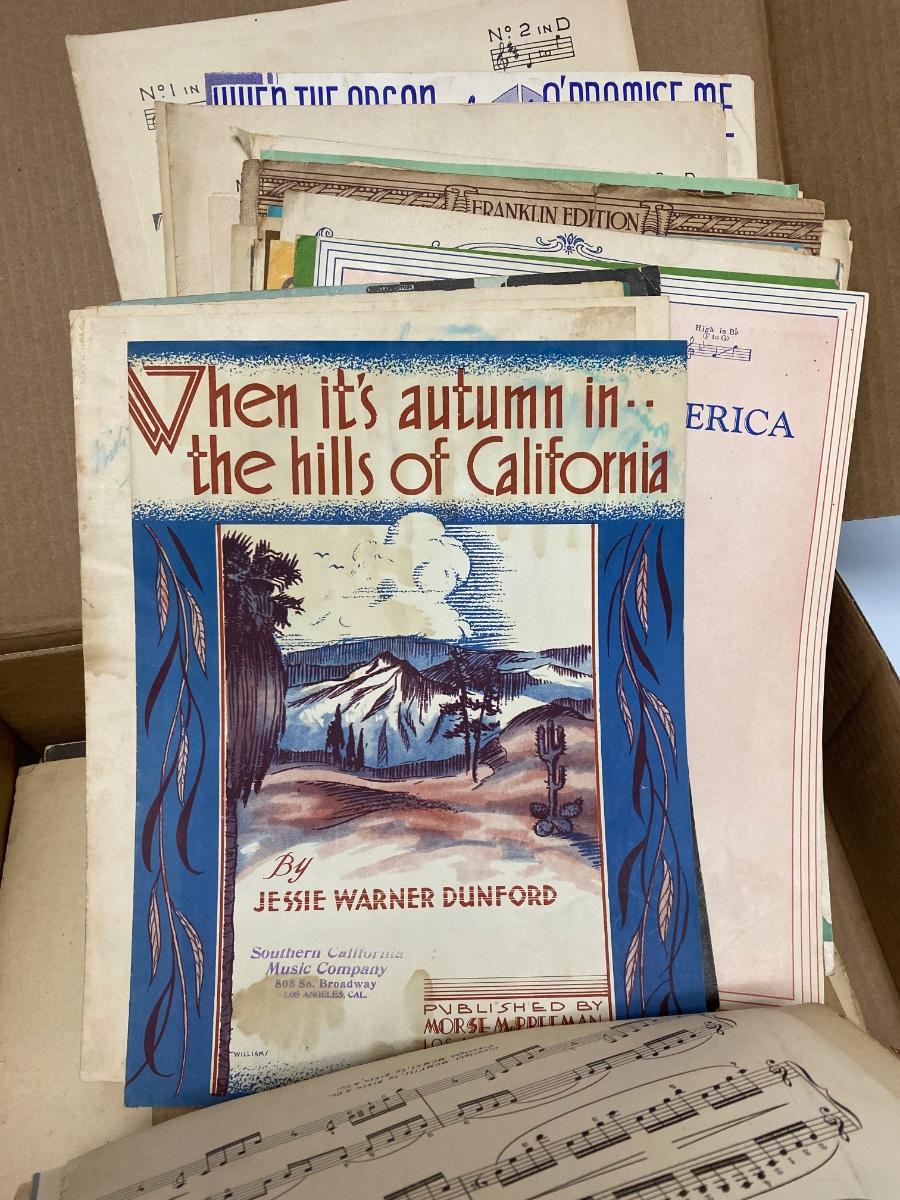 No. 2 IN D
No. 1 IN
WHEN THE ORGAN
O'PROMISE ME
FRANKLIN EDITION
High in B♭
(F to G)
ERICA
When it's autumn in··
the hills of California
By
JESSIE WARNER DUNFORD
Southern California
Music Company
808 So. Broadway
LOS ANGELES, CAL.
PUBLISHED BY
MORSE M. PREEMAN
WILLIAMS